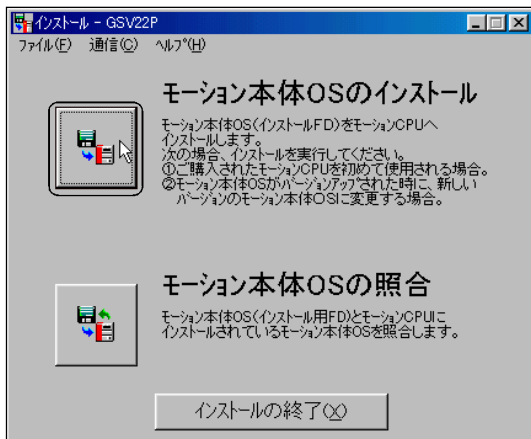 インストール - GSV22P
ファイル(F) 通信(C) ヘルプ(H)
モーション本体OSのインストール
モーション本体OS(インストールFD)をモーションCPUへ
インストールします。
次の場合、インストールを実行してください。
①ご購入されたモーションCPUを初めて使用される場合。
②モーション本体OSがバージョンアップされた時に、新しい
バージョンのモーション本体OSに変更する場合。
モーション本体OSの照合
モーション本体OS(インストール用FD)とモーションCPUに
インストールされているモーション本体OSを照合します。
インストールの終了(X)